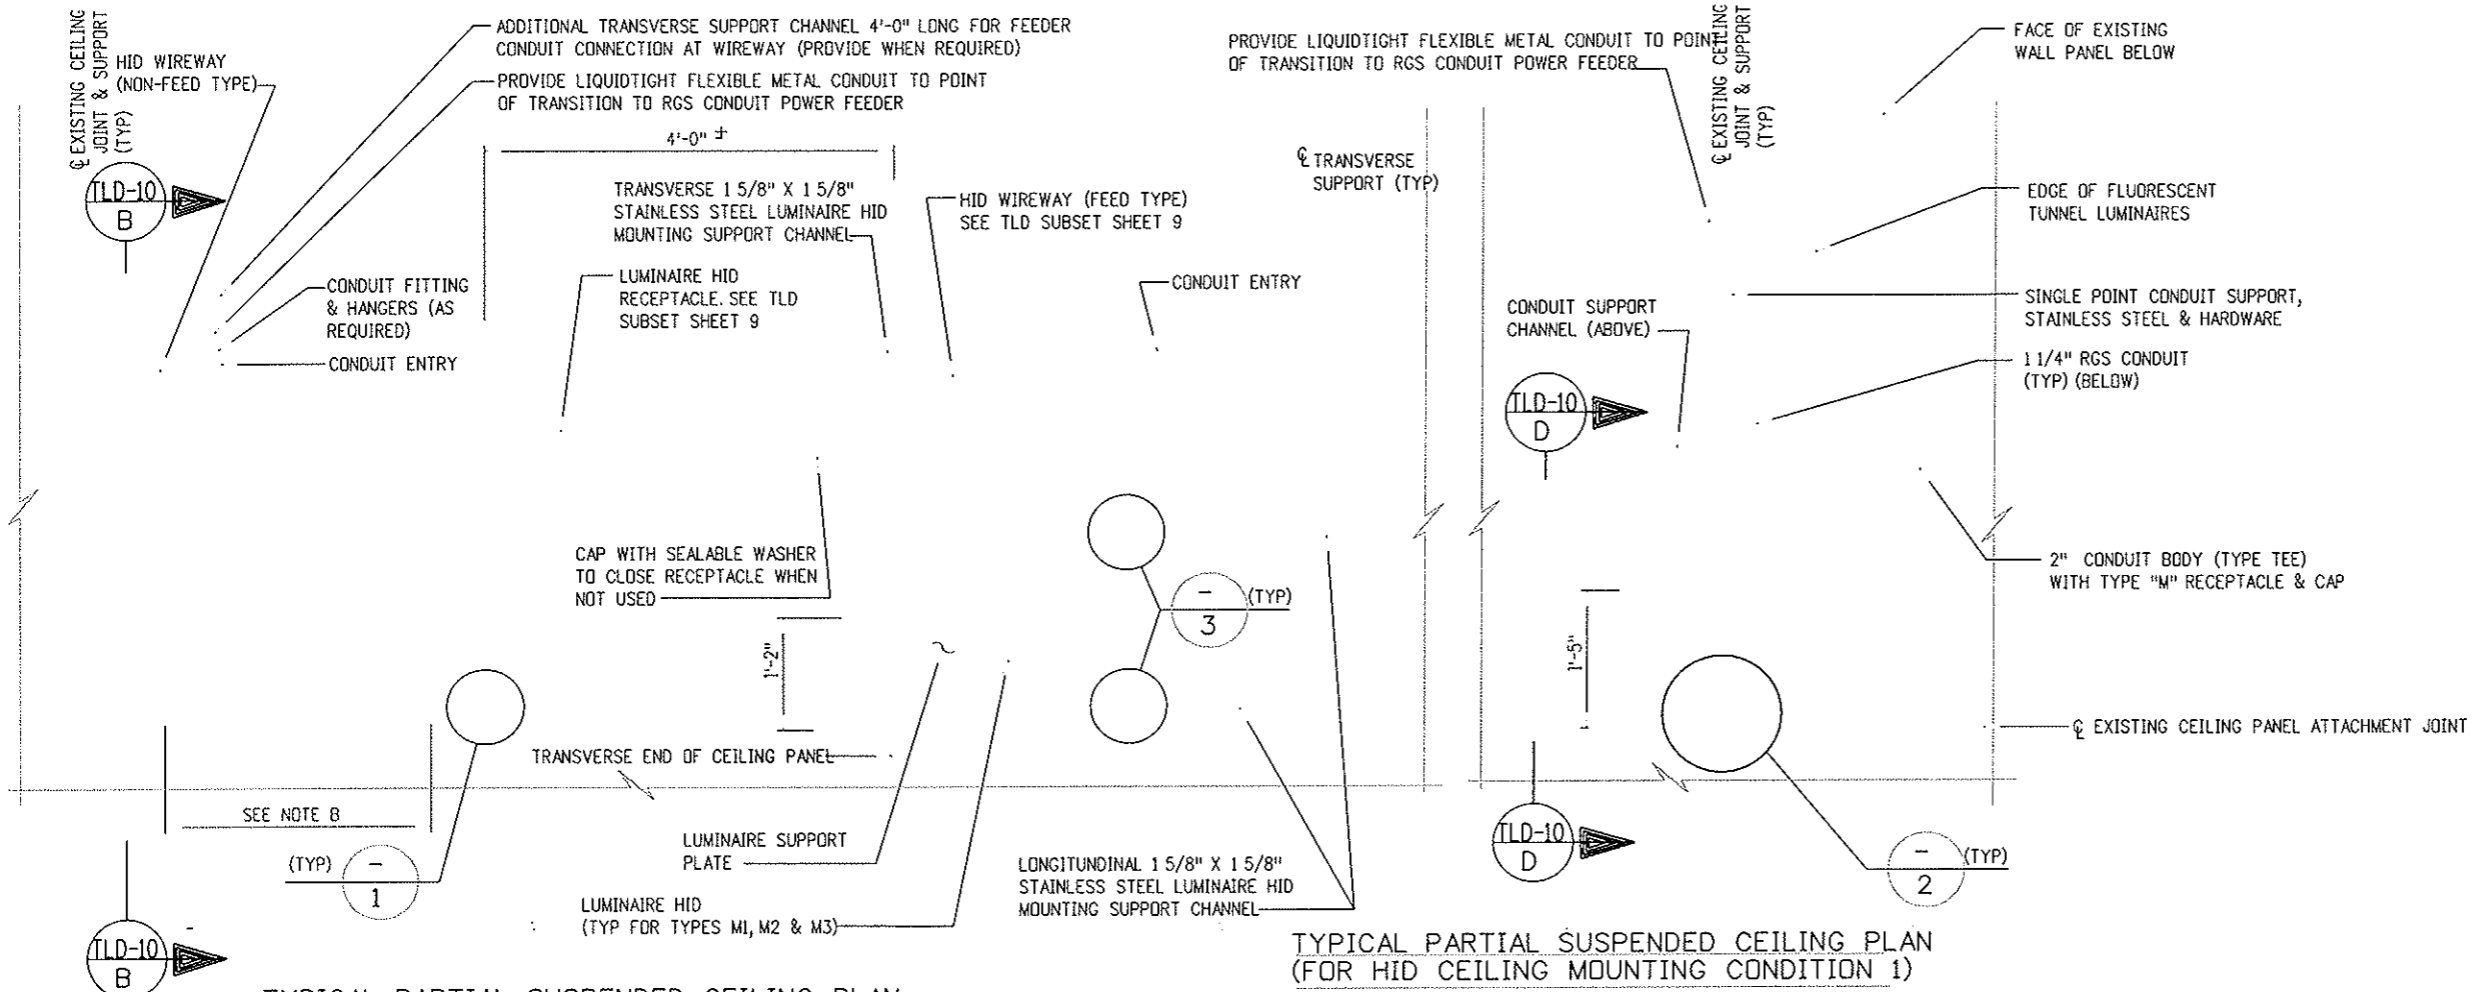 ℄ EXISTING CEILING
JOINT & SUPPORT
(TYP)
HID WIREWAY
(NON-FEED TYPE)
ADDITIONAL TRANSVERSE SUPPORT CHANNEL 4'-0" LONG FOR FEEDER
CONDUIT CONNECTION AT WIREWAY (PROVIDE WHEN REQUIRED)
PROVIDE LIQUIDTIGHT FLEXIBLE METAL CONDUIT TO POINT
OF TRANSITION TO RGS CONDUIT POWER FEEDER
4'-0" ±
TLD-10
B
TRANSVERSE 1 5/8" X 1 5/8"
STAINLESS STEEL LUMINAIRE HID
MOUNTING SUPPORT CHANNEL
HID WIREWAY (FEED TYPE)
SEE TLD SUBSET SHEET 9
CONDUIT FITTING
& HANGERS (AS
REQUIRED)
CONDUIT ENTRY
LUMINAIRE HID
RECEPTACLE. SEE TLD
SUBSET SHEET 9
CONDUIT ENTRY
℄ TRANSVERSE
SUPPORT (TYP)
CAP WITH SEALABLE WASHER
TO CLOSE RECEPTACLE WHEN
NOT USED
1'-2"
-
3
(TYP)
TRANSVERSE END OF CEILING PANEL
SEE NOTE 8
(TYP)
-
1
LUMINAIRE SUPPORT
PLATE
LUMINAIRE HID
(TYP FOR TYPES M1, M2 & M3)
LONGITUNDINAL 1 5/8" X 1 5/8"
STAINLESS STEEL LUMINAIRE HID
MOUNTING SUPPORT CHANNEL
TLD-10
B
TYPICAL PARTIAL SUSPENDED CEILING PLAN
PROVIDE LIQUIDTIGHT FLEXIBLE METAL CONDUIT TO POINT
OF TRANSITION TO RGS CONDUIT POWER FEEDER
℄ EXISTING CEILING
JOINT & SUPPORT
(TYP)
FACE OF EXISTING
WALL PANEL BELOW
EDGE OF FLUORESCENT
TUNNEL LUMINAIRES
SINGLE POINT CONDUIT SUPPORT,
STAINLESS STEEL & HARDWARE
CONDUIT SUPPORT
CHANNEL (ABOVE)
1 1/4" RGS CONDUIT
(TYP) (BELOW)
TLD-10
D
2" CONDUIT BODY (TYPE TEE)
WITH TYPE "M" RECEPTACLE & CAP
1'-5"
℄ EXISTING CEILING PANEL ATTACHMENT JOINT
TLD-10
D
-
2
(TYP)
TYPICAL PARTIAL SUSPENDED CEILING PLAN
(FOR HID CEILING MOUNTING CONDITION 1)